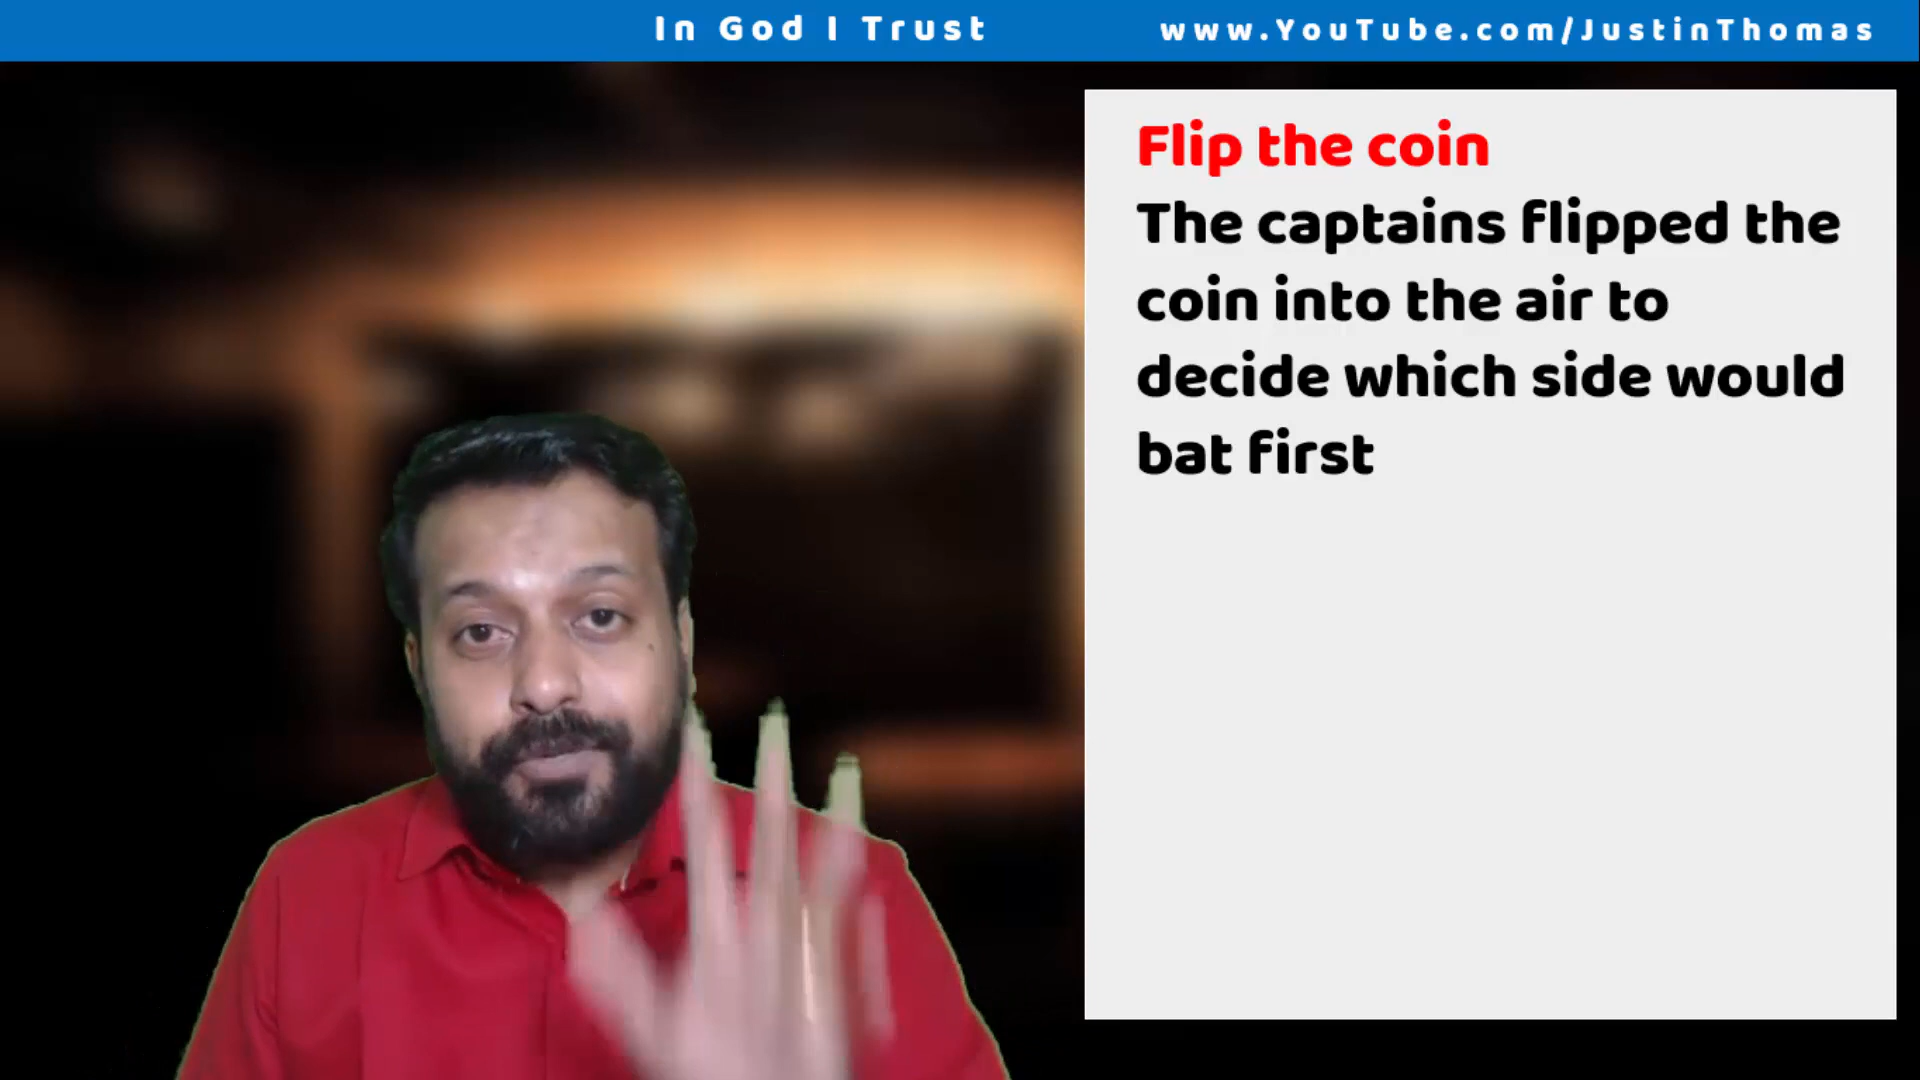 In God I Trust
www.YouTube.com/JustinThomas
Flip the coin
The captains flipped the
coin into the air to
decide which side would
bat first